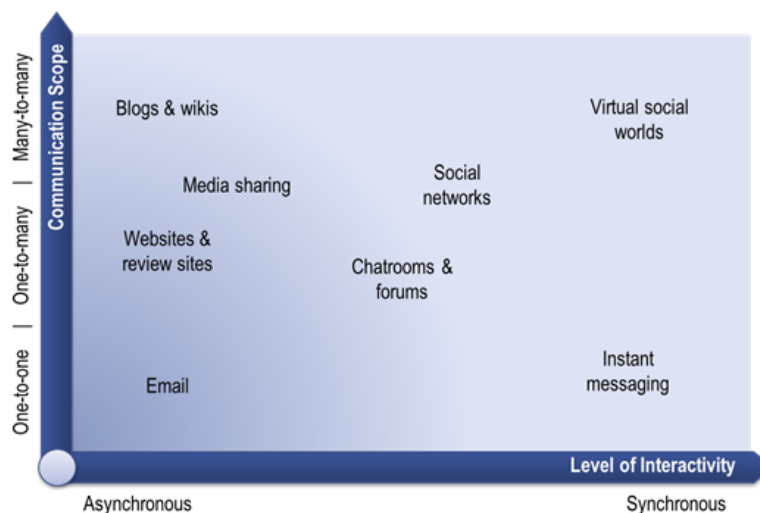 Communication Scope
Many-to-many
|
One-to-many
|
One-to-one
Blogs & wikis
Virtual social
worlds
Media sharing
Social
networks
Websites &
review sites
Chatrooms &
forums
Email
Instant
messaging
Level of Interactivity
Asynchronous
Synchronous